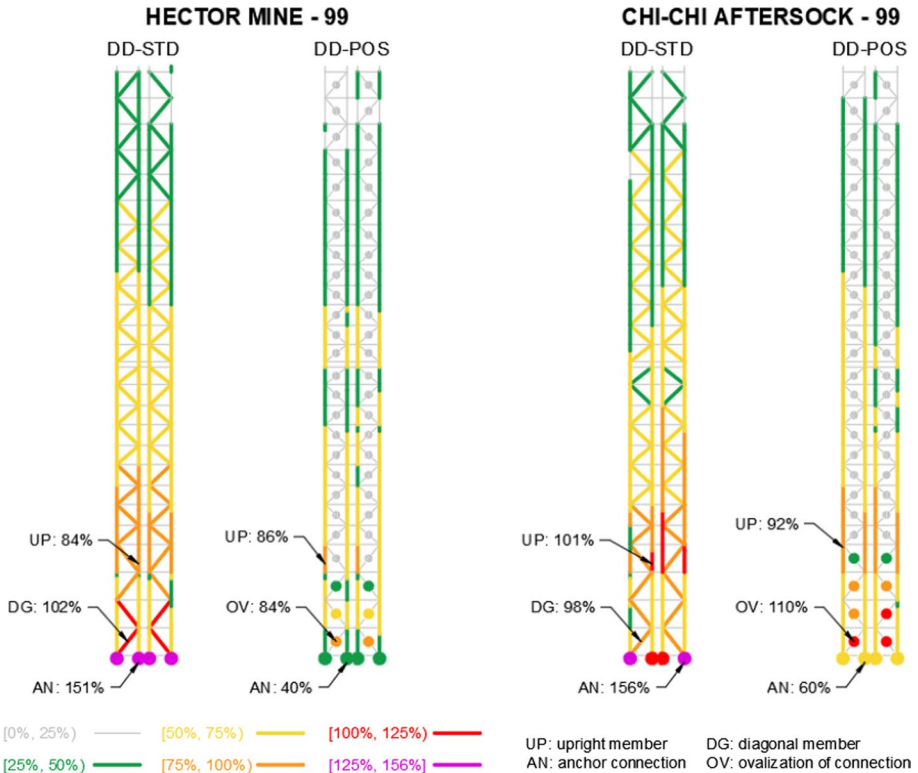 HECTOR MINE - 99
CHI-CHI AFTERSOCK - 99
DD-STD
DD-POS
DD-STD
DD-POS
UP: 84%
DG: 102%
AN: 151%
UP: 86%
OV: 84%
AN: 40%
UP: 101%
DG: 98%
AN: 156%
UP: 92%
OV: 110%
AN: 60%
[0%, 25%)
[50%, 75%)
[100%, 125%)
[25%, 50%)
[75%, 100%)
[125%, 156%]
UP: upright member
DG: diagonal member
AN: anchor connection
OV: ovalization of connection